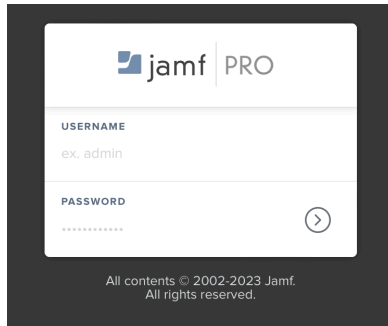 jamf PRO
USERNAME
ex. admin
PASSWORD
............
All contents © 2002-2023 Jamf.
All rights reserved.